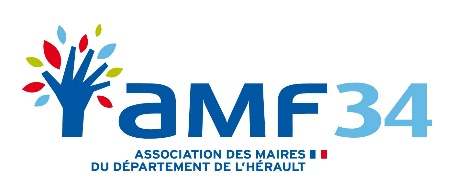 aMF34
ASSOCIATION DES MAIRES
DU DÉPARTEMENT DE L'HÉRAULT